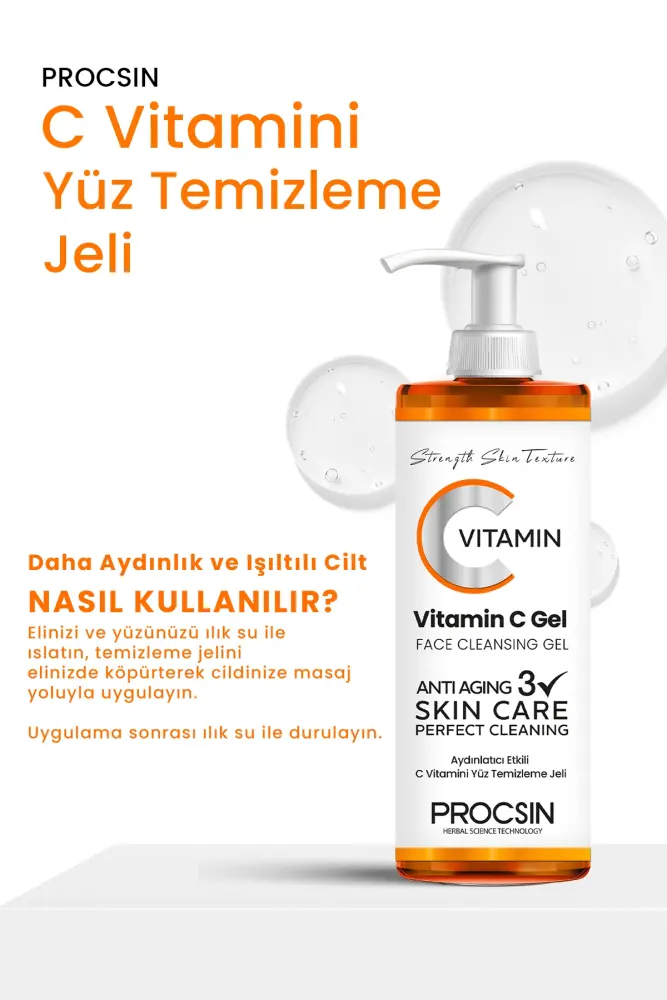 PROCSIN
C Vitamini
Yüz Temizleme
Jeli
Daha Aydınlık ve Işıltılı Cilt
NASIL KULLANILIR?
Elinizi ve yüzünüzü ılık su ile
ıslatın, temizleme jelini
elinizde köpürterek cildinize masaj
yoluyla uygulayın.
Uygulama sonrası ılık su ile durulayın.
Strength Skin Texture
C VITAMIN
Vitamin C Gel
FACE CLEANSING GEL
ANTI AGING 3✓
SKIN CARE
PERFECT CLEANING
Aydınlatıcı Etkili
C Vitamini Yüz Temizleme Jeli
PROCSIN
HERBAL SCIENCE TECHNOLOGY